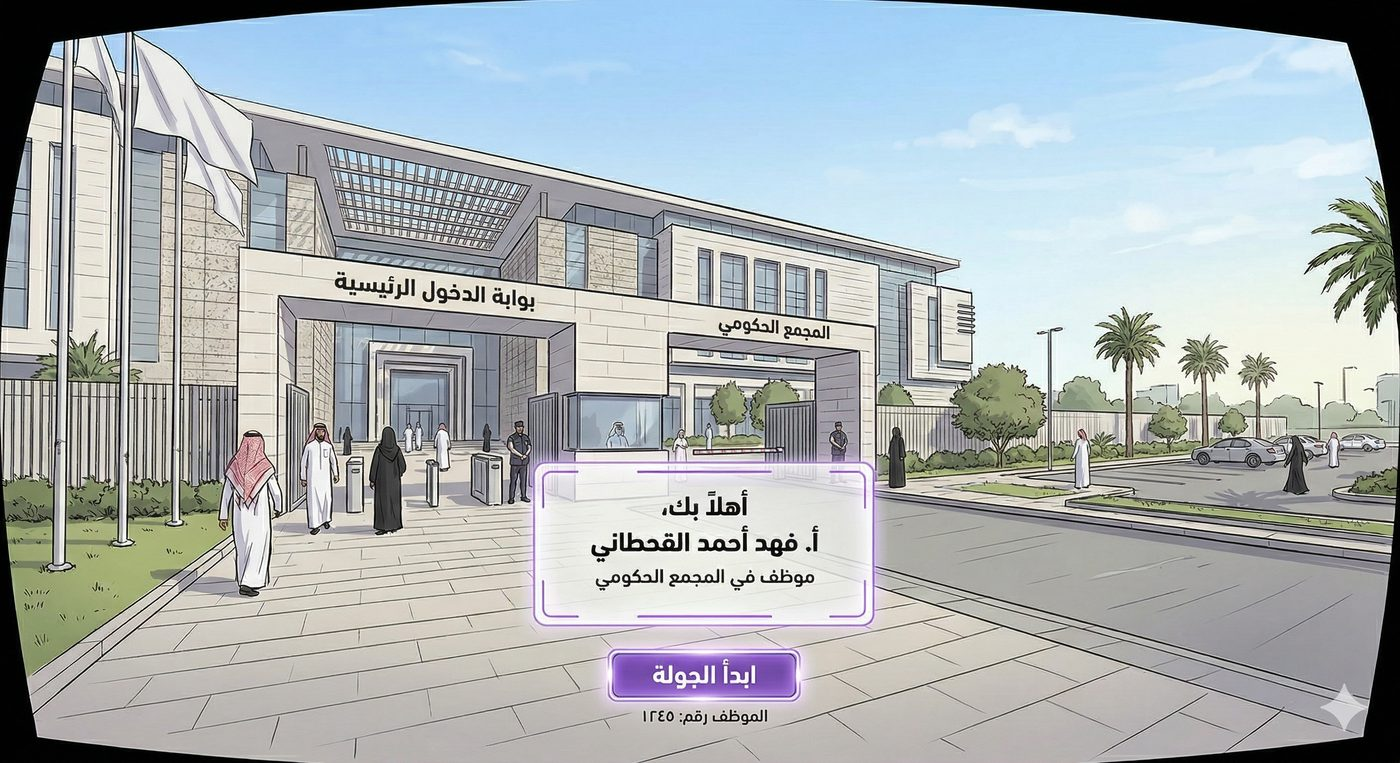 بوابة الدخول الرئيسية
المجمع الحكومي
أهلاً بك،
أ. فهد أحمد القحطاني
موظف في المجمع الحكومي
ابدأ الجولة
الموظف رقم: ١٢٤٥